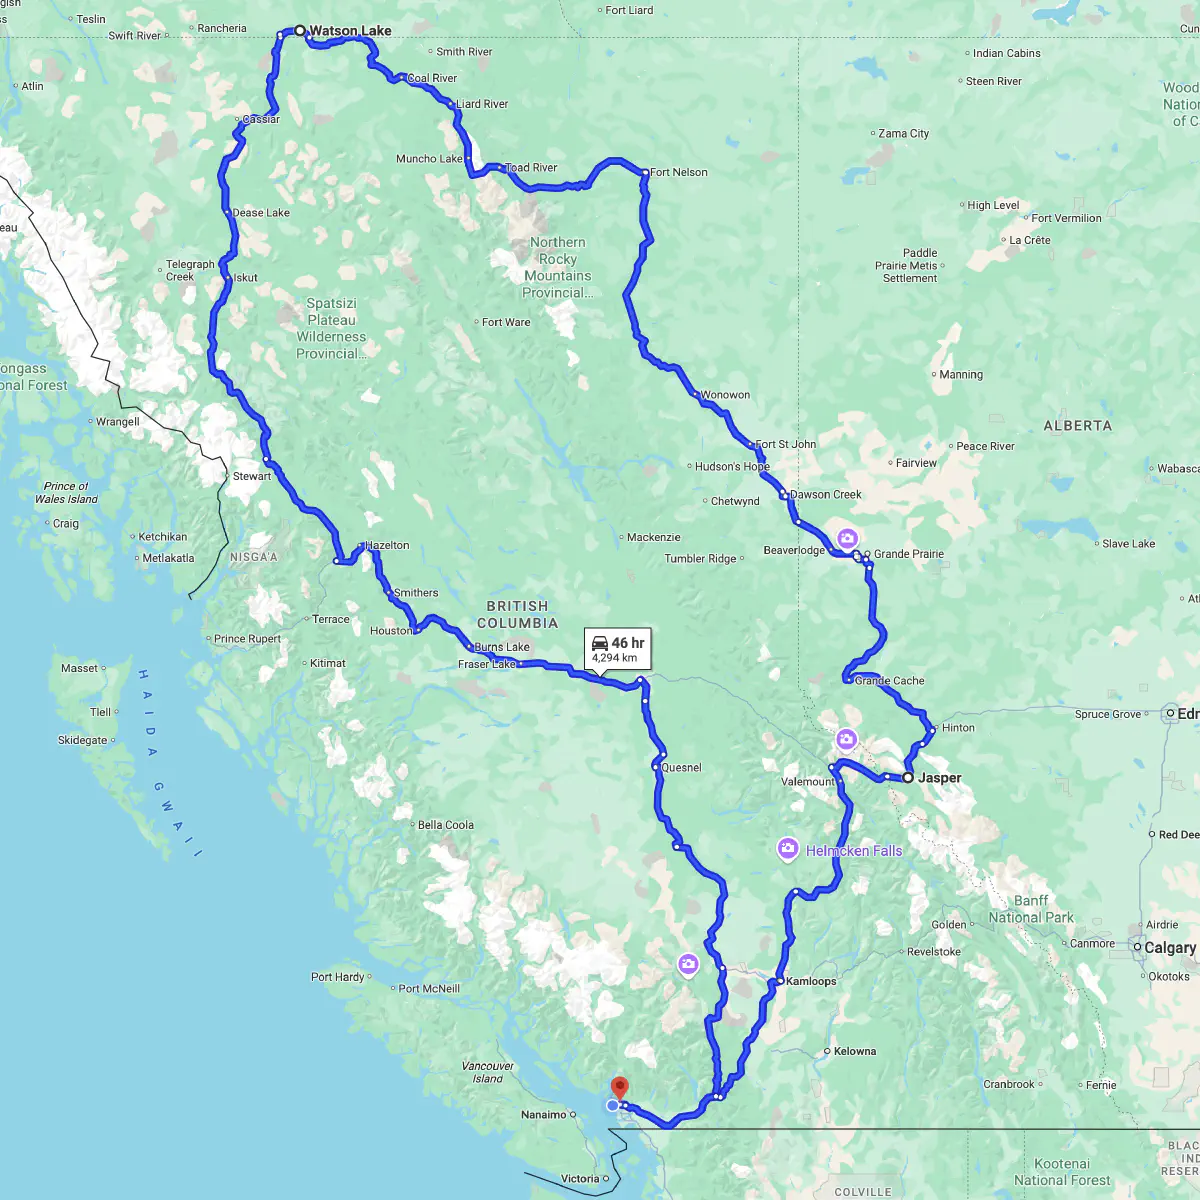 Fort Liard
Teslin
Rancheria
Swift River
Watson Lake
Smith River
Indian Cabins
Steen River
Atlin
Coal River
Liard River
Wood
Nation
of C
Cassiar
Zama City
Muncho Lake
Toad River
Fort Nelson
High Level
Fort Vermilion
Dease Lake
La Crête
Northern
Rocky
Mountains
Provincial...
Paddle
Prairie Metis
Settlement
Telegraph
Creek
Iskut
Spatsizi
Plateau
Wilderness
Provincial...
Fort Ware
ongass
onal Forest
Manning
Wonowon
Wrangell
ALBERTA
Fort St John
Peace River
Hudson's Hope
Fairview
Wabasca
Stewart
Prince of
Wales Island
Dawson Creek
Chetwynd
Craig
Ketchikan
Mackenzie
Metlakatla
NISGA'A
Hazelton
Beaverlodge
Grande Prairie
Slave Lake
Tumbler Ridge
Smithers
BRITISH
COLUMBIA
Terrace
Houston
Prince Rupert
Burns Lake
46 hr
4,294 km
Fraser Lake
Kitimat
Masset
Grande Cache
Tlell
Spruce Grove
Edr
Skidegate
Hinton
HAIDA GWAII
Quesnel
Valemount
Jasper
Bella Coola
Red Dee
Helmcken Falls
Banff
National Park
Golden
Airdrie
Canmore
Calgary
Revelstoke
Okotoks
Port Hardy
Port McNeill
Kamloops
Kelowna
Vancouver
Island
Cranbrook
Fernie
Nanaimo
Victoria
BLAC
IND
RESER
Kootenai
National Forest
COLVILLE